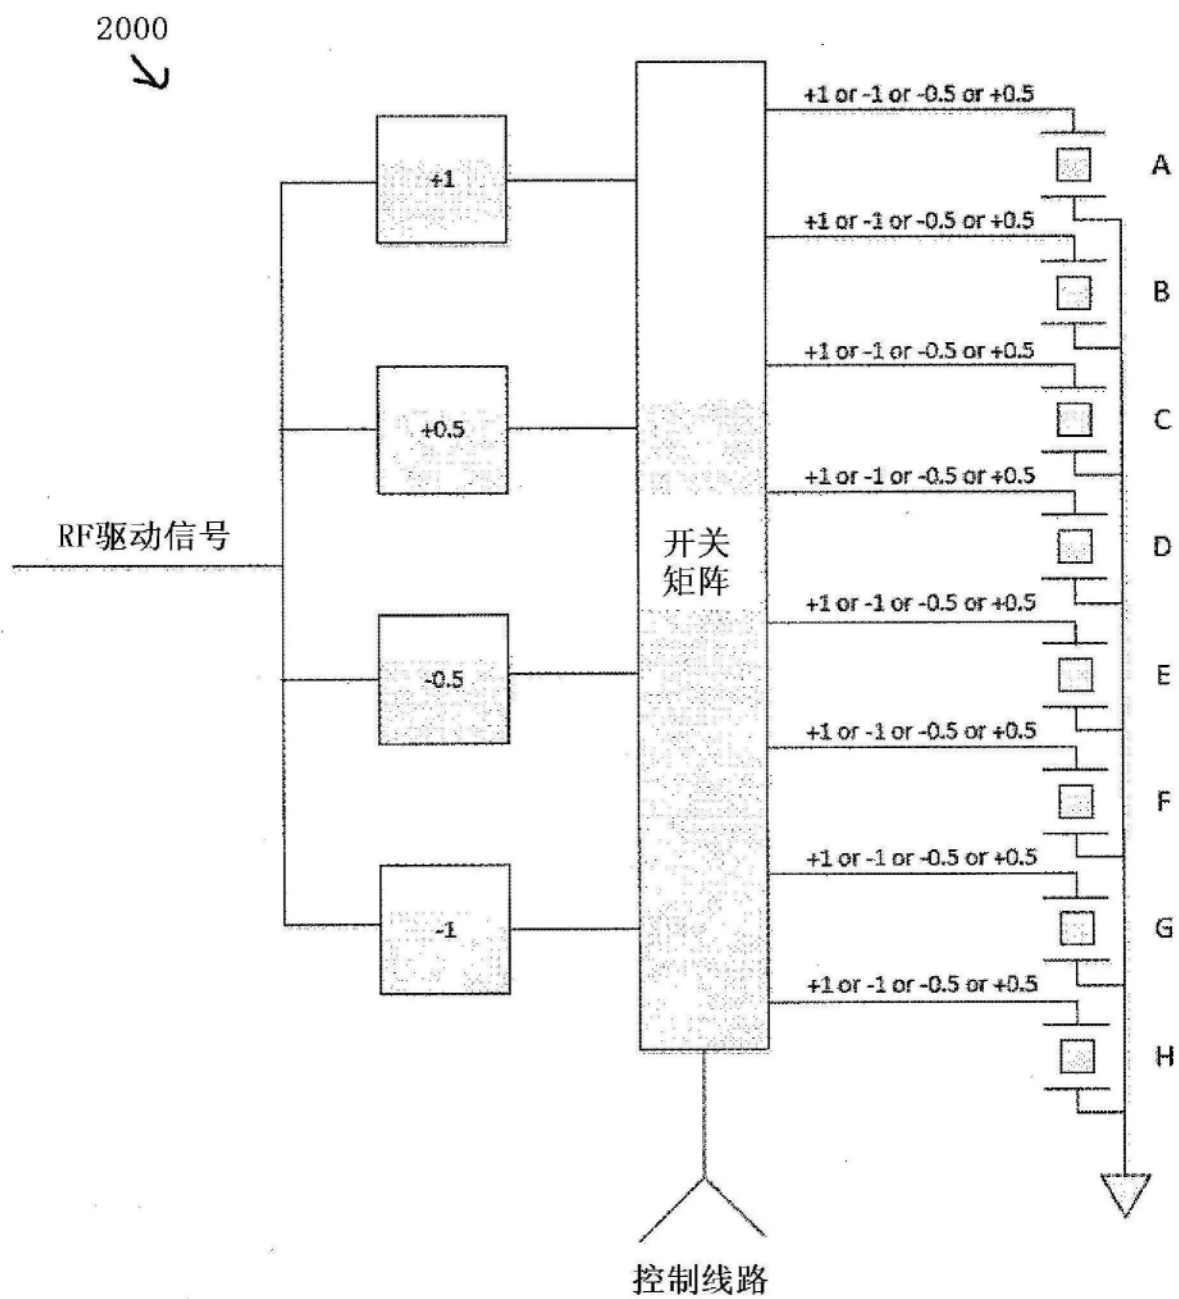 2000
+1 or -1 or -0.5 or +0.5
A
+1
+1 or -1 or -0.5 or +0.5
B
+1 or -1 or -0.5 or +0.5
C
+0.5
+1 or -1 or -0.5 or +0.5
RF驱动信号
开关
矩阵
D
+1 or -1 or -0.5 or +0.5
E
-0.5
+1 or -1 or -0.5 or +0.5
F
+1 or -1 or -0.5 or +0.5
G
-1
+1 or -1 or -0.5 or +0.5
H
控制线路